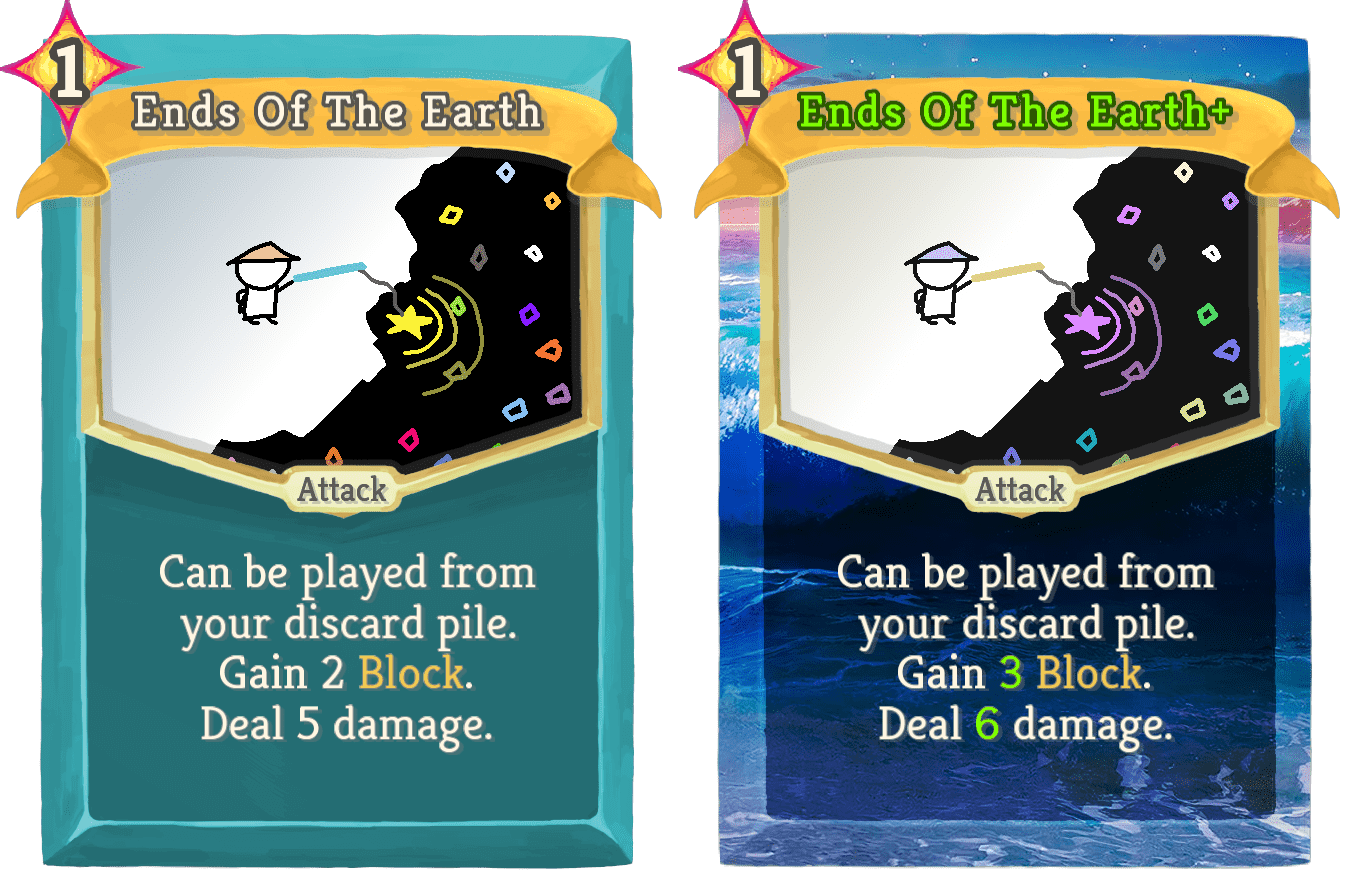 1
Ends Of The Earth
Attack
Can be played from
your discard pile.
Gain 2 Block.
Deal 5 damage.
1
Ends Of The Earth+
Attack
Can be played from
your discard pile.
Gain 3 Block.
Deal 6 damage.